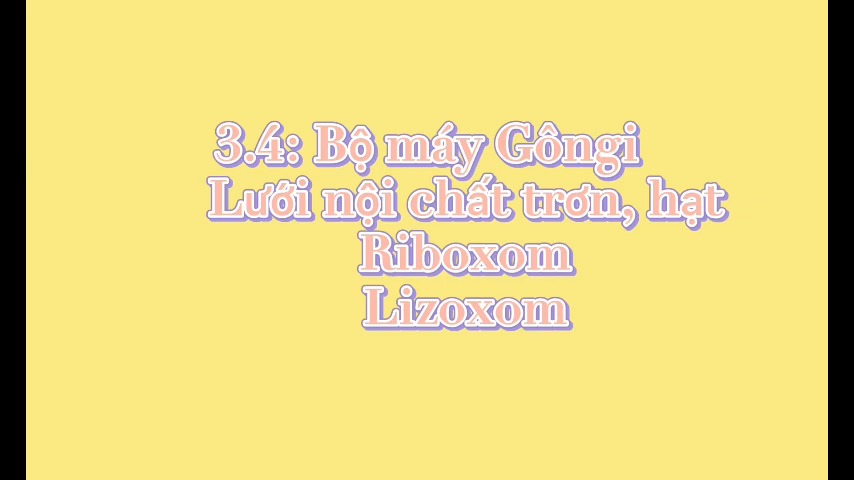 3.4: Bộ máy Gôngi
Lưới nội chất trơn, hạt
Riboxom
Lizoxom